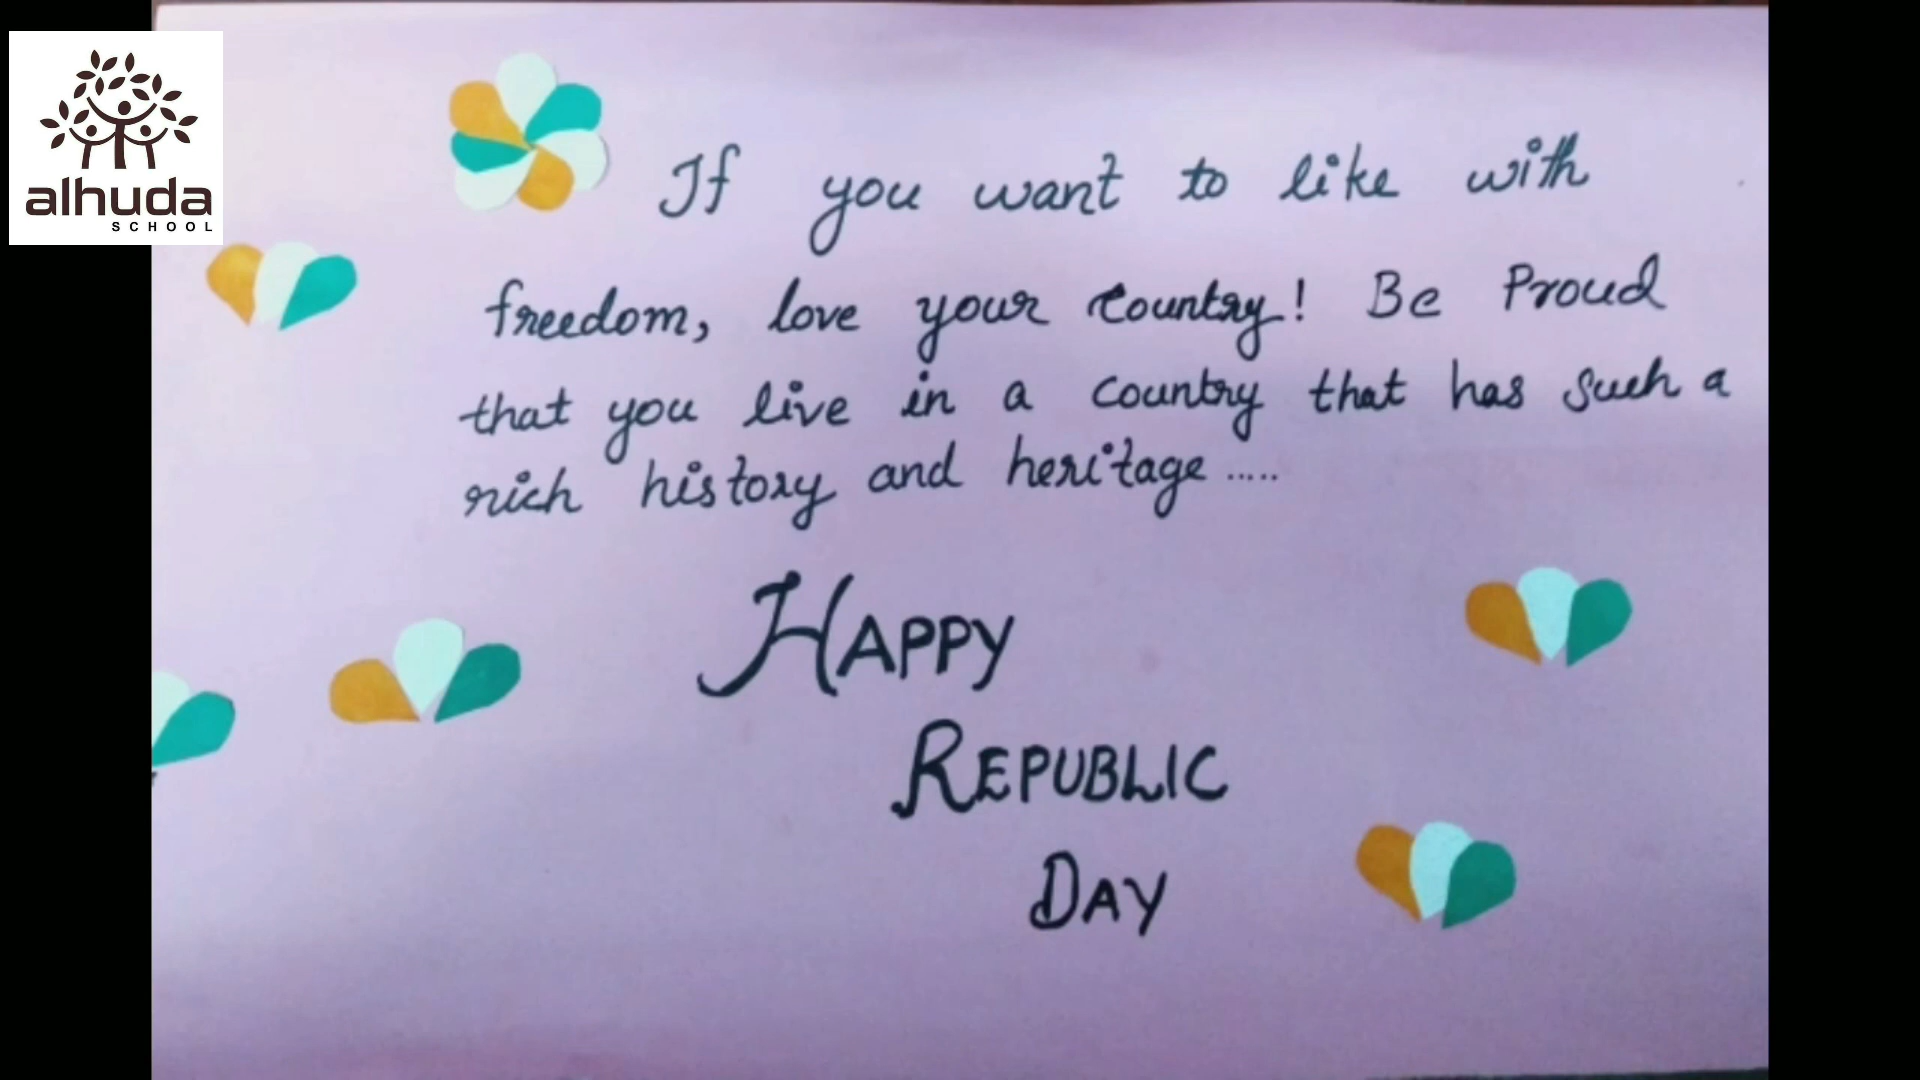 alhuda
SCHOOL
If you want to like with
freedom, love your country! Be Proud
that you live in a country that has such a
rich history and heritage.....
HAPPY
REPUBLIC
DAY